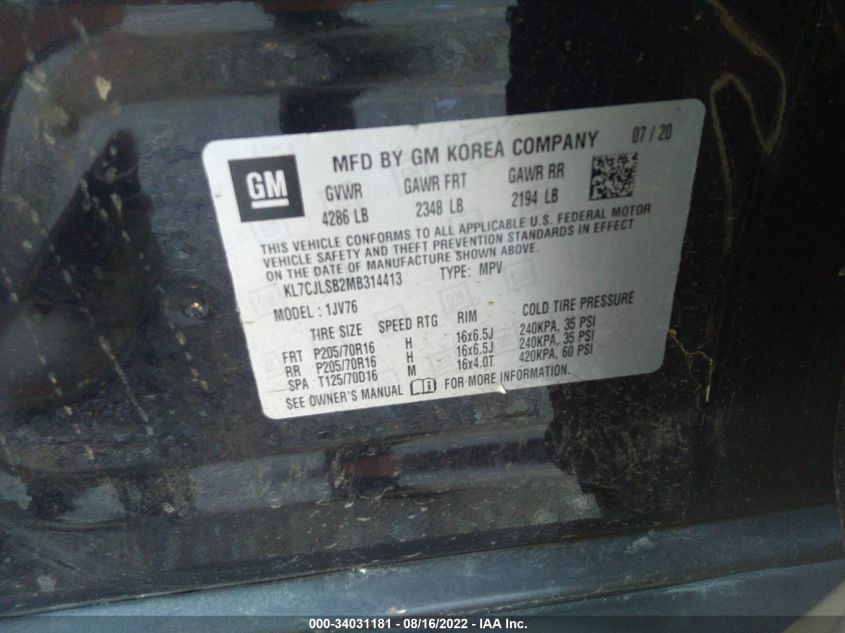 GM
MFD BY GM KOREA COMPANY 07 / 20
GVWR GAWR FRT GAWR RR
4286 LB 2348 LB 2194 LB
THIS VEHICLE CONFORMS TO ALL APPLICABLE U.S. FEDERAL MOTOR
VEHICLE SAFETY AND THEFT PREVENTION STANDARDS IN EFFECT
ON THE DATE OF MANUFACTURE SHOWN ABOVE.
KL7CJLSB2MB314413 TYPE: MPV
MODEL: 1JV76
TIRE SIZE SPEED RTG RIM COLD TIRE PRESSURE
FRT P205/70R16 H 16x6.5J 240KPA, 35 PSI
RR P205/70R16 H 16x6.5J 240KPA, 35 PSI
SPA T125/70D16 M 16x4.0T 420KPA, 60 PSI
SEE OWNER'S MANUAL FOR MORE INFORMATION.
000-34031181 - 08/16/2022 - IAA Inc.